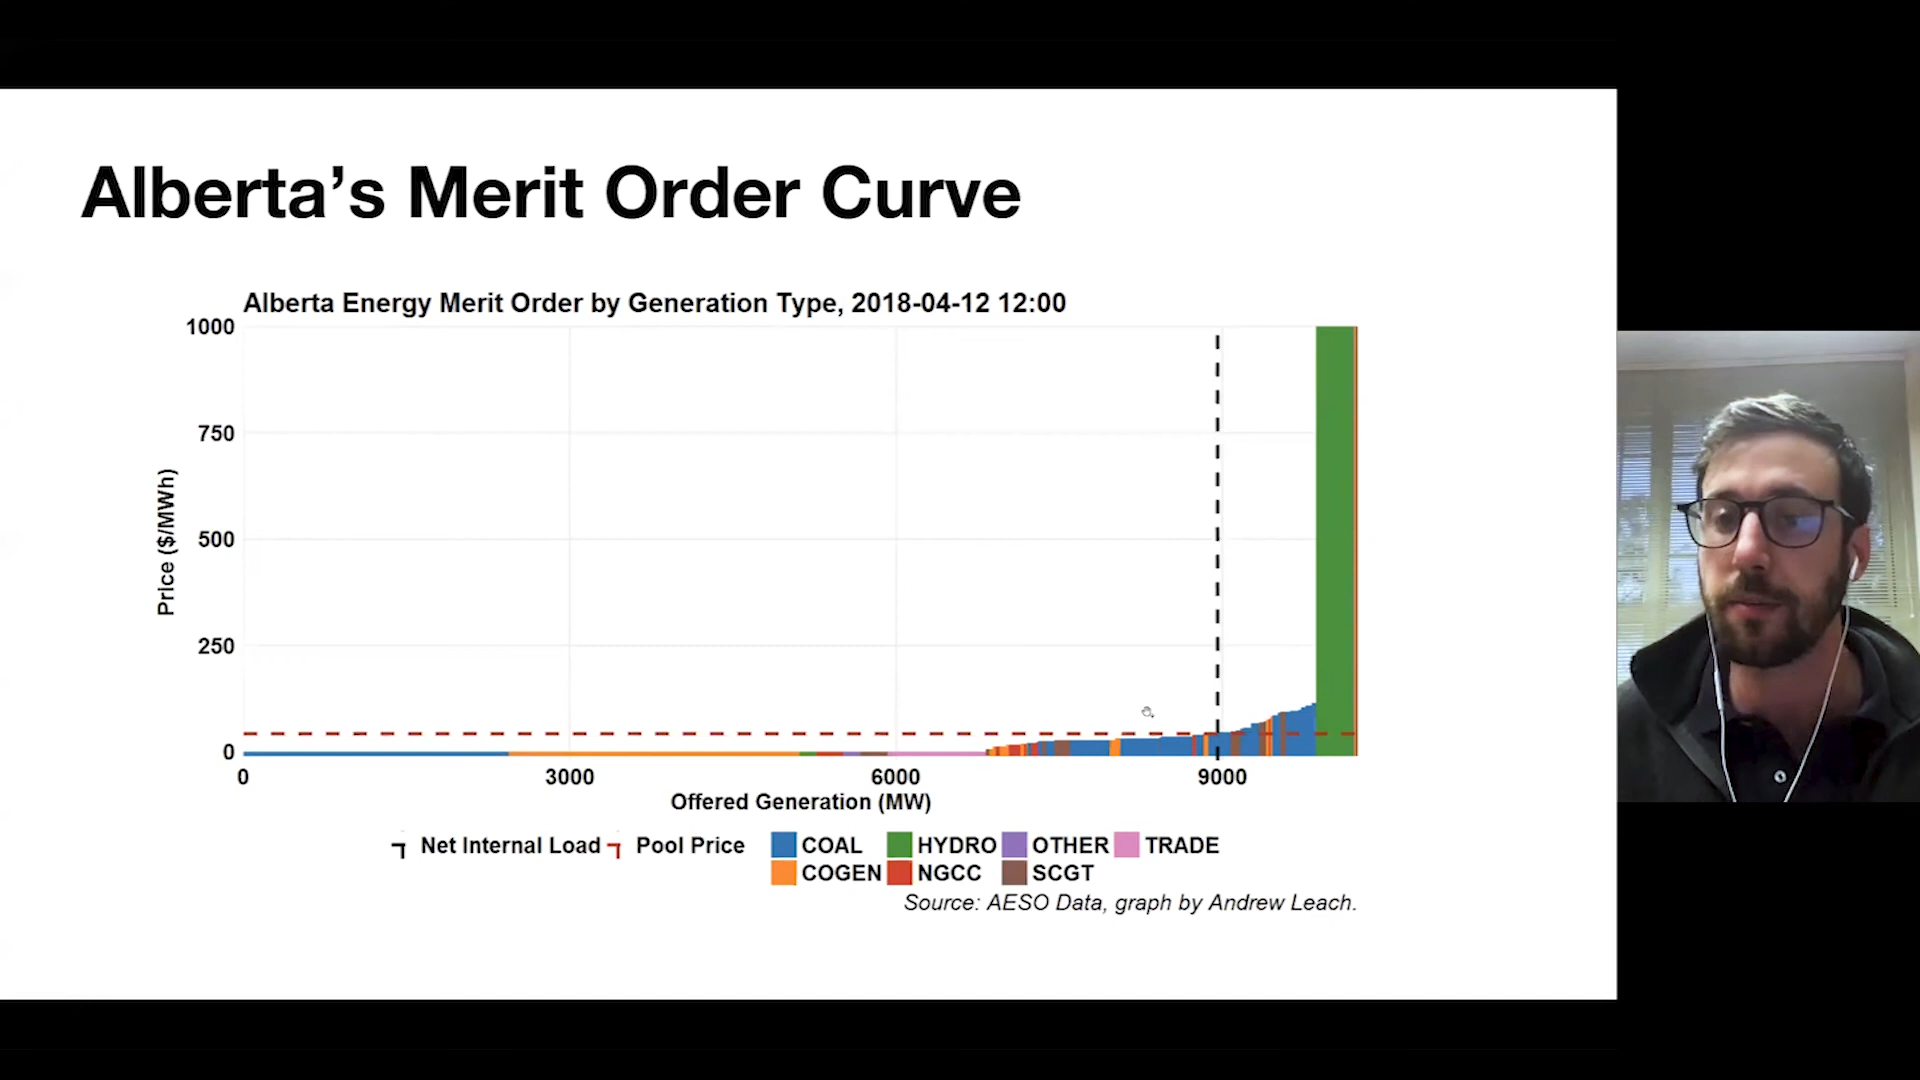 Alberta’s Merit Order Curve
Alberta Energy Merit Order by Generation Type, 2018-04-12 12:00
1000
750
500
250
0
Price ($/MWh)
0 3000 6000 9000
Offered Generation (MW)
Net Internal Load Pool Price COAL HYDRO OTHER TRADE
COGEN NGCC SCGT
Source: AESO Data, graph by Andrew Leach.